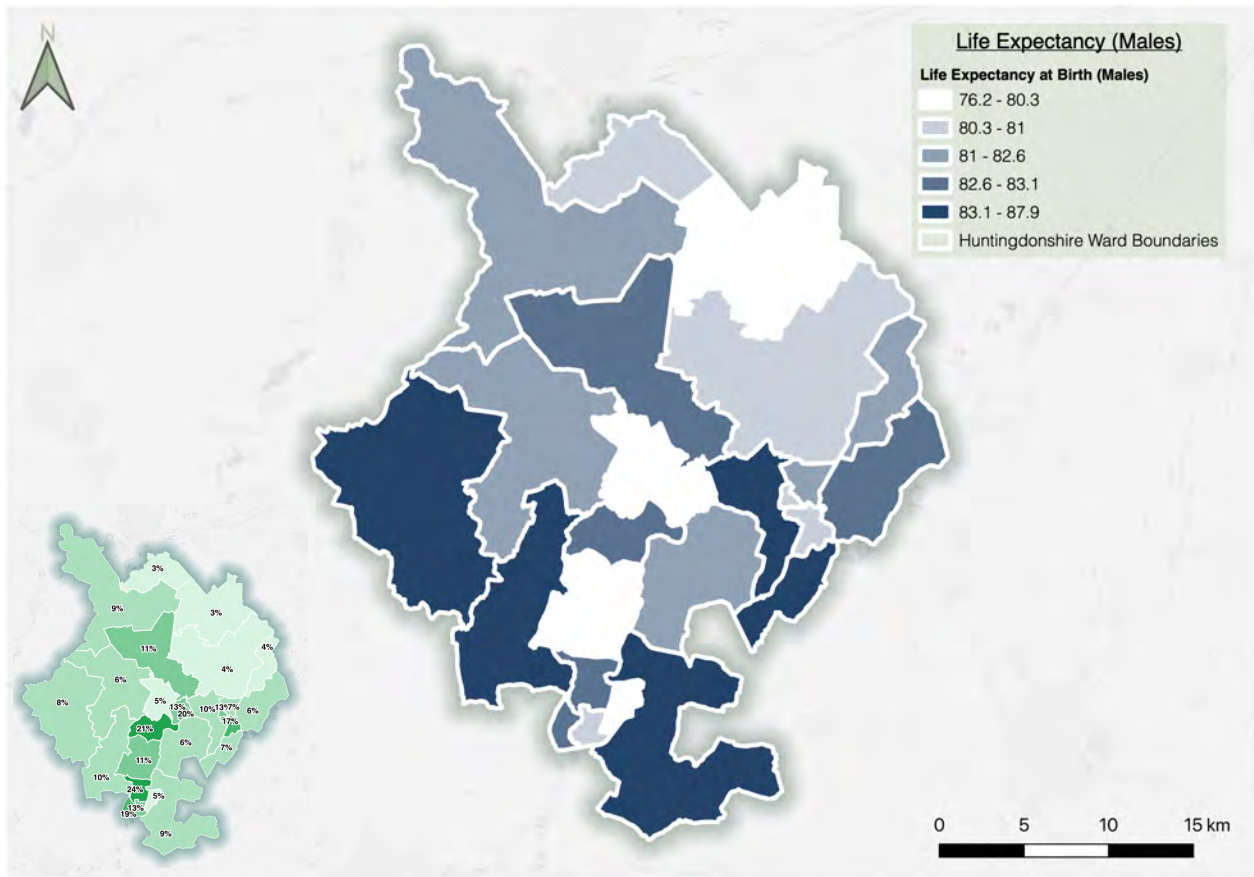 N
Life Expectancy (Males)
Life Expectancy at Birth (Males)
76.2 - 80.3
80.3 - 81
81 - 82.6
82.6 - 83.1
83.1 - 87.9
Huntingdonshire Ward Boundaries
3%
9%
3%
11%
4%
4%
6%
8%
5%
13%
20%
10%
13%
7%
6%
17%
21%
6%
7%
11%
10%
24%
5%
13%
19%
9%
0 5 10 15 km